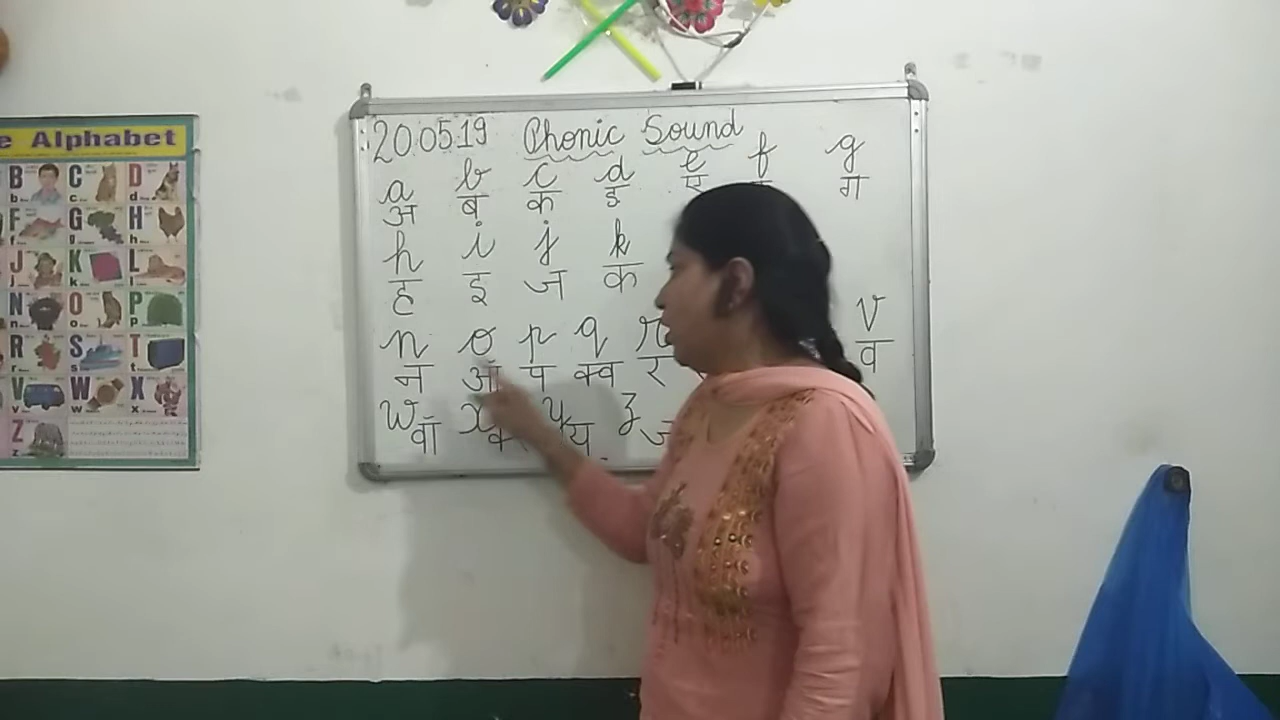 e Alphabet
B C D
F G H
J K L
N O P
R S T
V W X
Z
20.05.19 Phonic Sound
a b c d e f g
अ ब क ड ए ग
h i j k
ह इ ज क
n o p q r v
न ऑ प क्व र व
w x y z
वॉ य ज